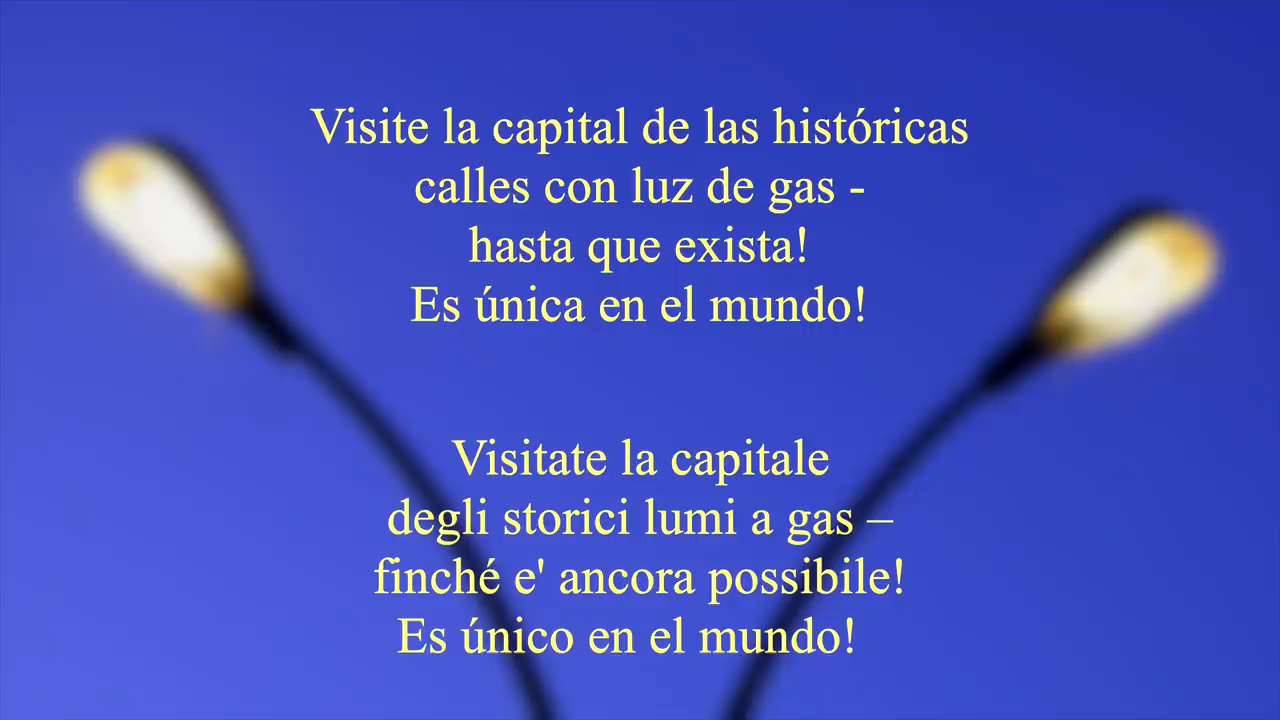 Visite la capital de las históricas
calles con luz de gas -
hasta que exista!
Es única en el mundo!
Visitate la capitale
degli storici lumi a gas –
finché e' ancora possibile!
Es único en el mundo!